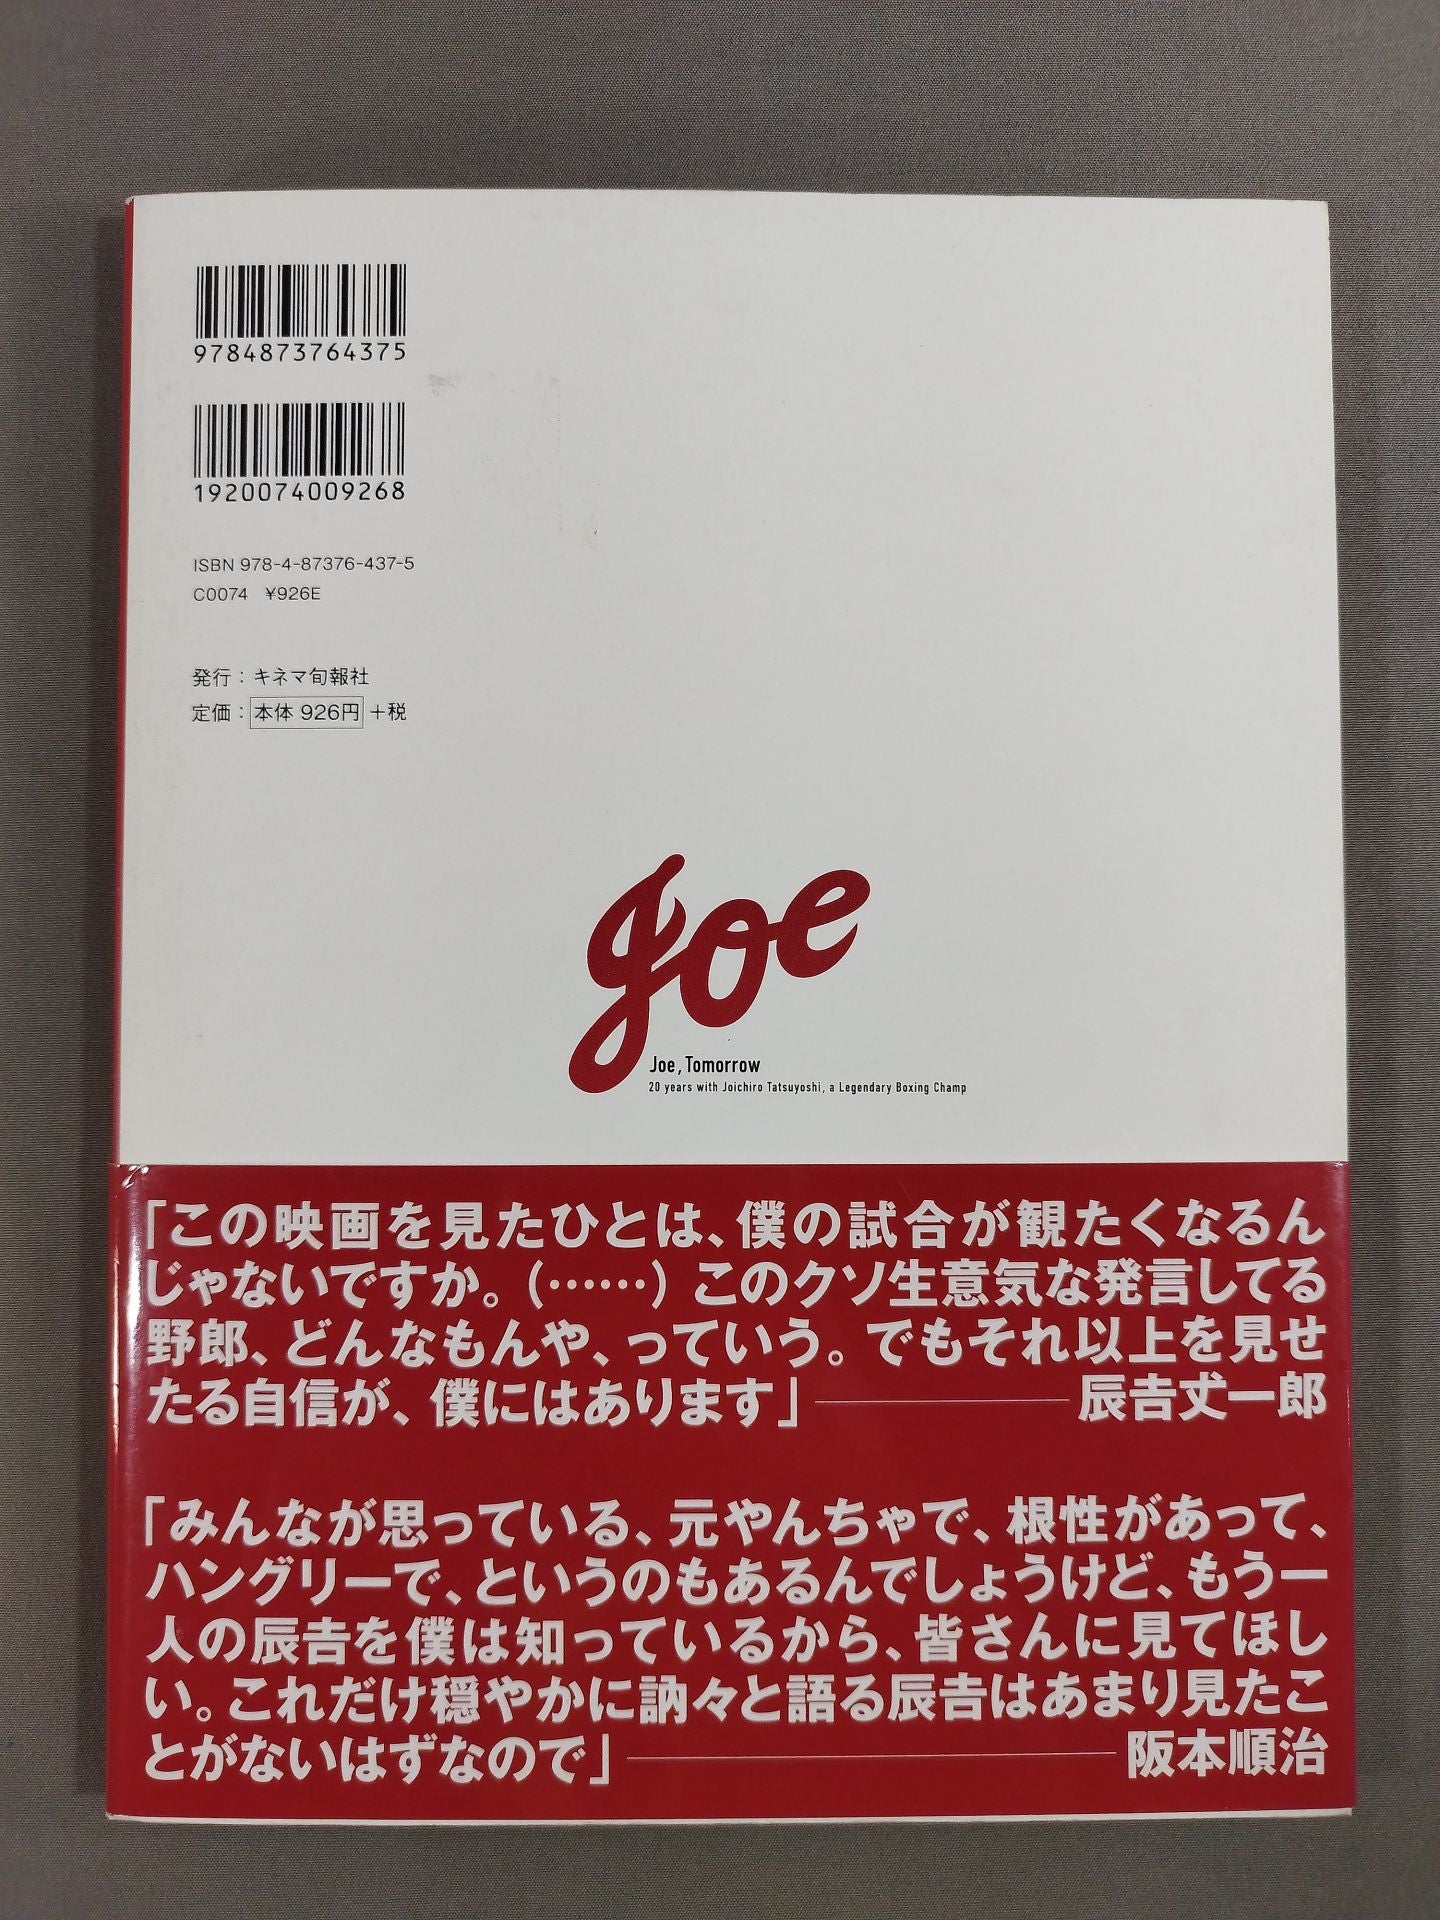 9784873764375
1920074009268
ISBN 978-4-87376-437-5
C0074 ¥926E
発行：キネマ旬報社
定価：本体 926円 +税
Joe
Joe, Tomorrow
20 years with Joichiro Tatsuyoshi, a Legendary Boxing Champ
「この映画を見たひとは、僕の試合が観たくなるん
じゃないですか。（……）このクソ生意気な発言してる
野郎、どんなもんや、っていう。でもそれ以上を見せ
たる自信が、僕にはあります」——辰𠮷丈一郎
「みんなが思っている、元やんちゃで、根性があって、
ハングリーで、というのもあるんでしょうけど、もう一
人の辰𠮷を僕は知っているから、皆さんに見てほし
い。これだけ穏やかに訥々と語る辰𠮷はあまり見たこ
とがないはずなので」——阪本順治